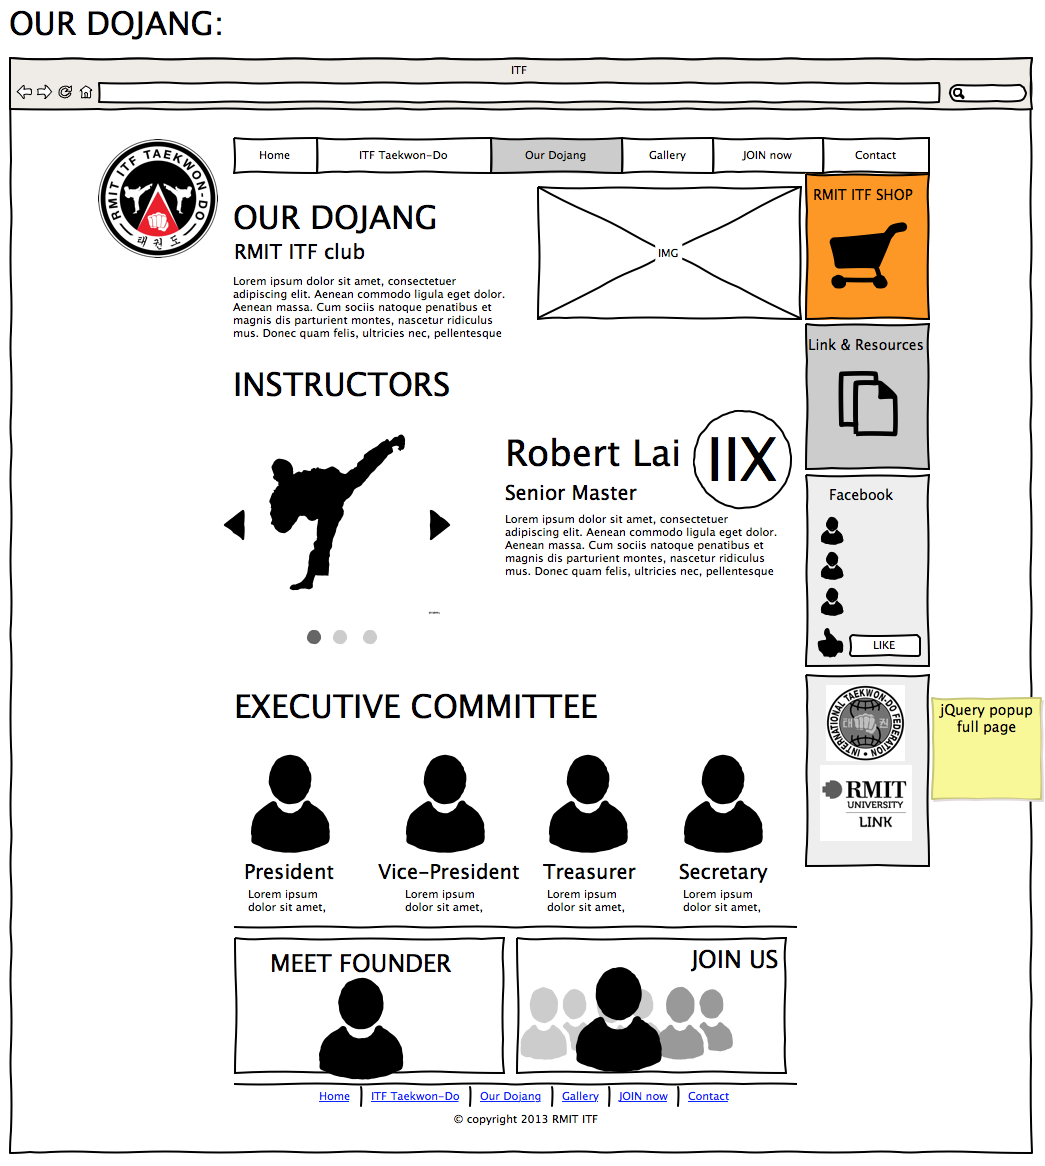 OUR DOJANG:
ITF
RMIT ITF TAEKWON-DO
태권도
Home
ITF Taekwon-Do
Our Dojang
Gallery
JOIN now
Contact
OUR DOJANG
RMIT ITF club
Lorem ipsum dolor sit amet, consectetuer
adipiscing elit. Aenean commodo ligula eget dolor.
Aenean massa. Cum sociis natoque penatibus et
magnis dis parturient montes, nascetur ridiculus
mus. Donec quam felis, ultricies nec, pellentesque
IMG
RMIT ITF SHOP
Link & Resources
INSTRUCTORS
Robert Lai
IIX
Senior Master
Lorem ipsum dolor sit amet, consectetuer
adipiscing elit. Aenean commodo ligula eget dolor.
Aenean massa. Cum sociis natoque penatibus et
magnis dis parturient montes, nascetur ridiculus
mus. Donec quam felis, ultricies nec, pellentesque
Facebook
LIKE
INTERNATIONAL TAEKWON-DO FEDERATION
태권
RMIT
UNIVERSITY
LINK
jQuery popup
full page
EXECUTIVE COMMITTEE
President
Lorem ipsum
dolor sit amet,
Vice-President
Lorem ipsum
dolor sit amet,
Treasurer
Lorem ipsum
dolor sit amet,
Secretary
Lorem ipsum
dolor sit amet,
MEET FOUNDER
JOIN US
Home
ITF Taekwon-Do
Our Dojang
Gallery
JOIN now
Contact
© copyright 2013 RMIT ITF